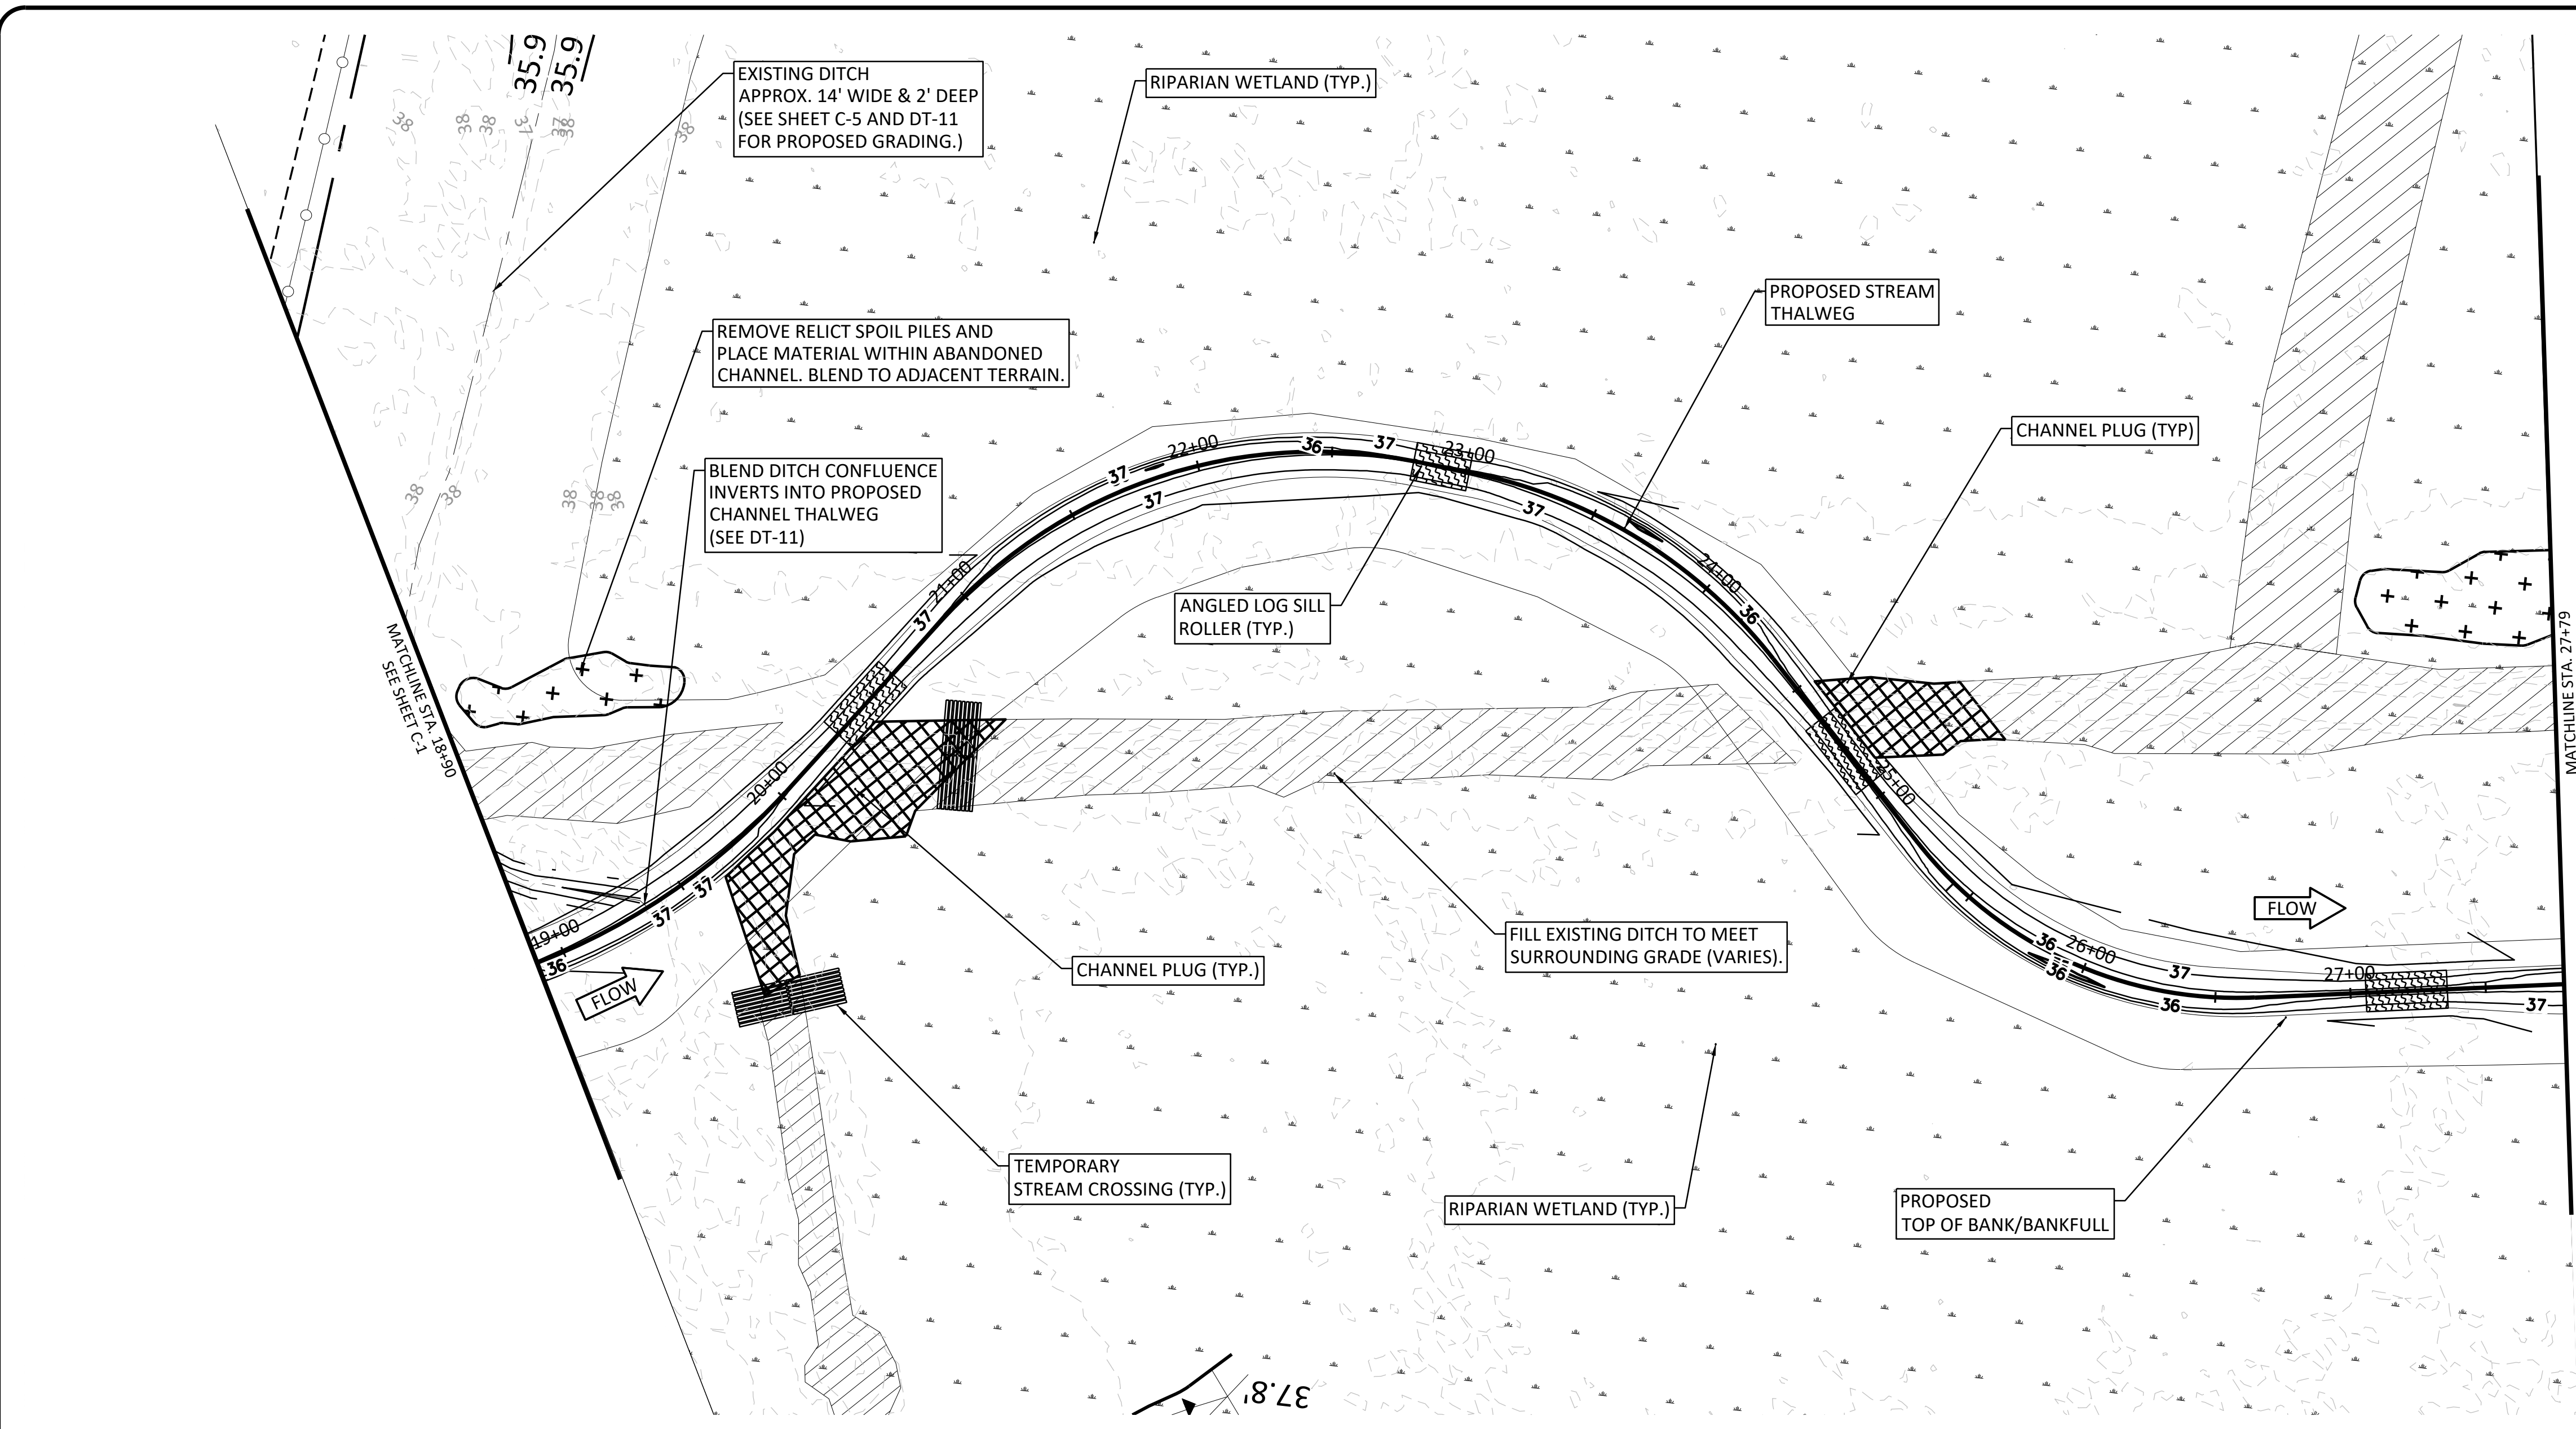 35.9
35.9
EXISTING DITCH
APPROX. 14' WIDE & 2' DEEP
(SEE SHEET C-5 AND DT-11
FOR PROPOSED GRADING.)
RIPARIAN WETLAND (TYP.)
38
38
38
37
37
38
38
PROPOSED STREAM
THALWEG
REMOVE RELICT SPOIL PILES AND
PLACE MATERIAL WITHIN ABANDONED
CHANNEL. BLEND TO ADJACENT TERRAIN.
CHANNEL PLUG (TYP)
BLEND DITCH CONFLUENCE
INVERTS INTO PROPOSED
CHANNEL THALWEG
(SEE DT-11)
38
38
38
38
38
22+00
36
37
23+00
37
37
37
21+00
37
24+00
36
ANGLED LOG SILL
ROLLER (TYP.)
MATCHLINE STA. 18+90
SEE SHEET C-1
MATCHLINE STA. 27+79
20+00
25+00
37
37
19+00
36
FLOW
FLOW
CHANNEL PLUG (TYP.)
FILL EXISTING DITCH TO MEET
SURROUNDING GRADE (VARIES).
36
26+00
36
37
36
27+00
37
TEMPORARY
STREAM CROSSING (TYP.)
RIPARIAN WETLAND (TYP.)
PROPOSED
TOP OF BANK/BANKFULL
37.8'